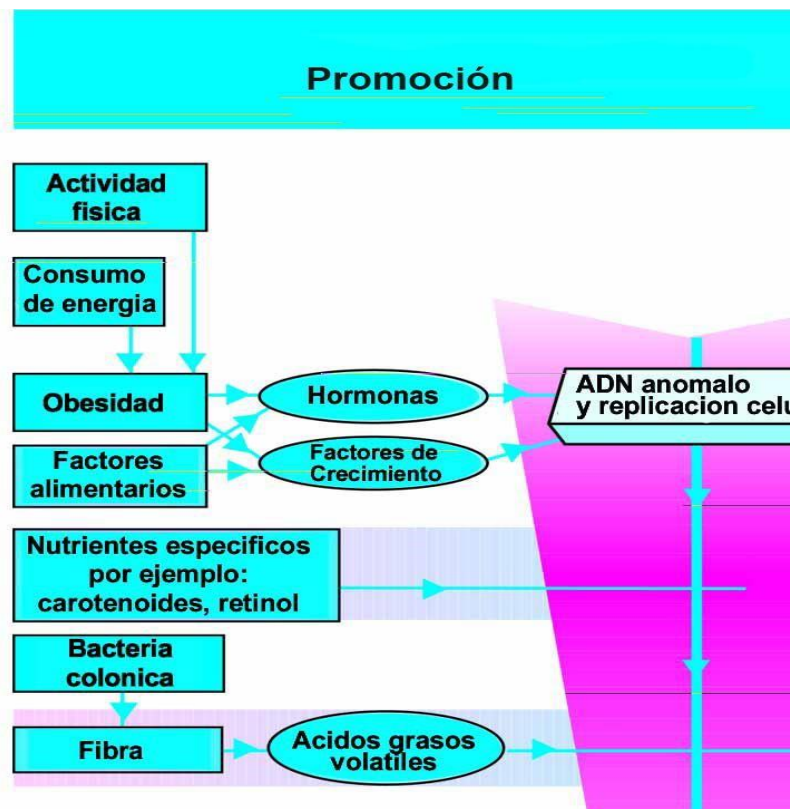 Promoción
Actividad
fisica
Consumo
de energia
Obesidad
Hormonas
ADN anomalo
y replicacion
Factores
alimentarios
Factores de
Crecimiento
Nutrientes especificos
por ejemplo:
carotenoides, retinol
Bacteria
colonica
Fibra
Acidos grasos
volatiles